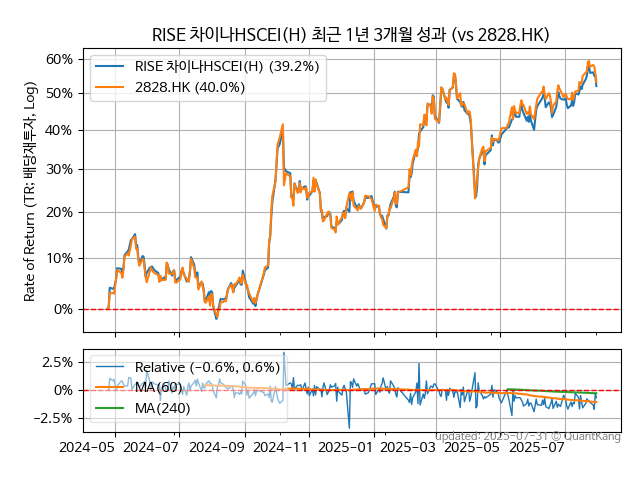 RISE 차이나HSCEI(H) 최근 1년 3개월 성과 (vs 2828.HK)
Rate of Return (TR: 배당재투자, Log)
60%
50%
40%
30%
20%
10%
0%
RISE 차이나HSCEI(H) (39.2%)
2828.HK (40.0%)
2.5%
0.0%
−2.5%
Relative (-0.6%, 0.6%)
MA(60)
MA(240)
2024-05 2024-07 2024-09 2024-11 2025-01 2025-03 2025-05 2025-07
updated: 2025-07-31 © QuantKang